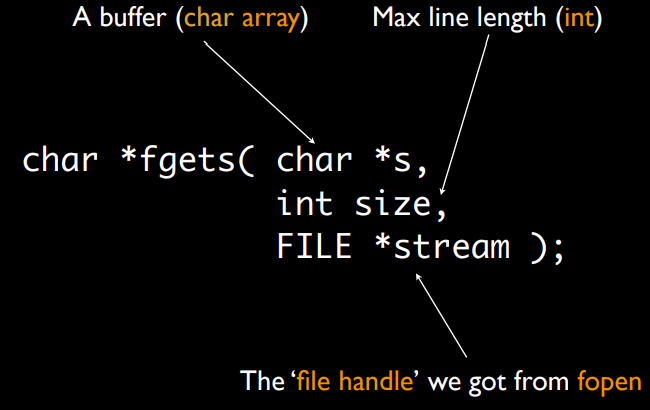 A buffer (char array) Max line length (int)
char *fgets( char *s,
int size,
FILE *stream );
The ‘file handle’ we got from fopen